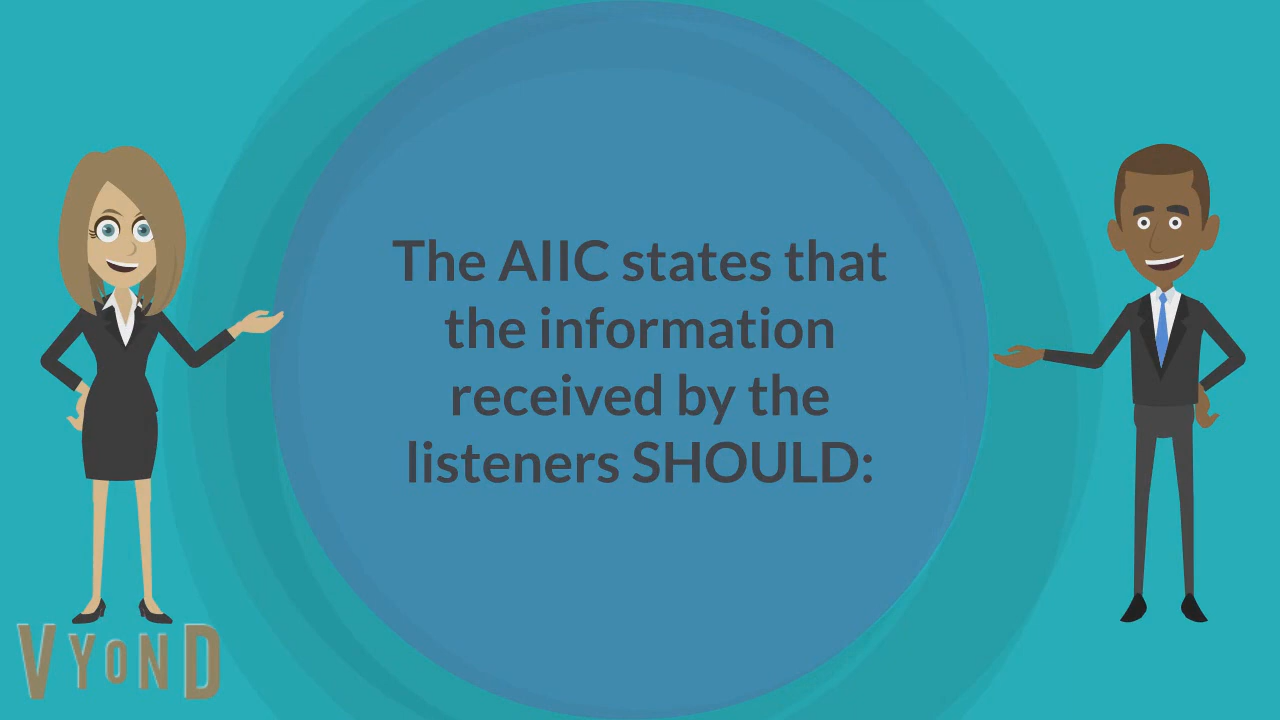 The AIIC states that
the information
received by the
listeners SHOULD:
VYOND